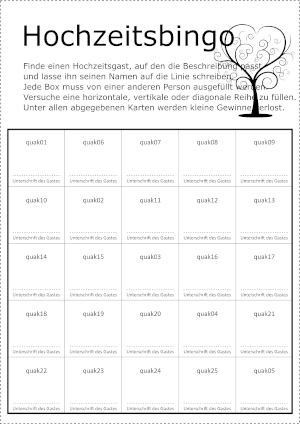 Hochzeitsbingo
Finde einen Hochzeitsgast, auf den die Beschreibung passt
und lasse ihn seinen Namen auf die Linie schreiben.
Jede Box muss von einer anderen Person ausgefüllt werden.
Versuche eine horizontale, vertikale oder diagonale Reihe zu füllen.
Unter allen abgegebenen Karten werden kleine Gewinne verlost.
quak01 quak06 quak07 quak08 quak09
Unterschrift des Gastes Unterschrift des Gastes Unterschrift des Gastes Unterschrift des Gastes Unterschrift des Gastes
quak10 quak02 quak11 quak12 quak13
Unterschrift des Gastes Unterschrift des Gastes Unterschrift des Gastes Unterschrift des Gastes Unterschrift des Gastes
quak14 quak15 quak03 quak16 quak17
Unterschrift des Gastes Unterschrift des Gastes Unterschrift des Gastes Unterschrift des Gastes Unterschrift des Gastes
quak18 quak19 quak20 quak04 quak21
Unterschrift des Gastes Unterschrift des Gastes Unterschrift des Gastes Unterschrift des Gastes Unterschrift des Gastes
quak22 quak23 quak24 quak25 quak05
Unterschrift des Gastes Unterschrift des Gastes Unterschrift des Gastes Unterschrift des Gastes Unterschrift des Gastes